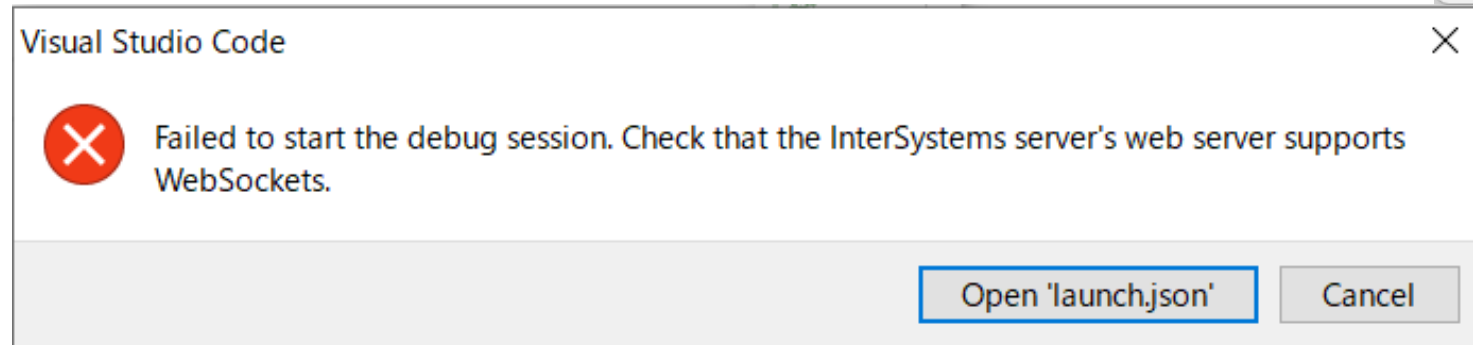 Visual Studio Code
Failed to start the debug session. Check that the InterSystems server's web server supports
WebSockets.
Open 'launch.json'
Cancel